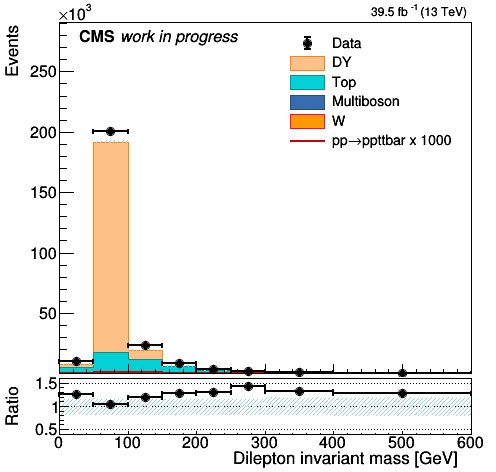 ×10³
39.5 fb⁻¹ (13 TeV)
CMS work in progress
Events
Data
DY
Top
Multiboson
W
pp→ppttbar x 1000
250
200
150
100
50
Ratio
1.5
1
0.5
0 100 200 300 400 500 600
Dilepton invariant mass [GeV]